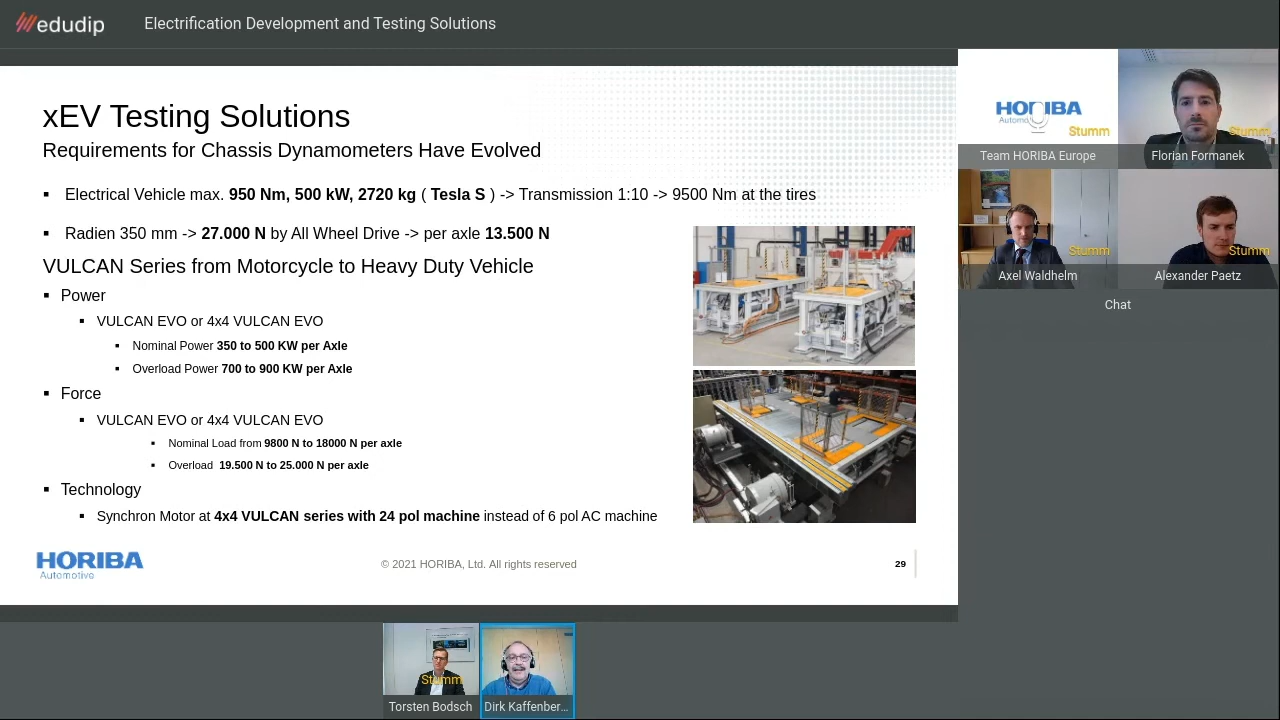 edudip
Electrification Development and Testing Solutions
xEV Testing Solutions
Requirements for Chassis Dynamometers Have Evolved
▪ Electrical Vehicle max. 950 Nm, 500 kW, 2720 kg ( Tesla S ) -> Transmission 1:10 -> 9500 Nm at the tires
▪ Radien 350 mm -> 27.000 N by All Wheel Drive -> per axle 13.500 N
VULCAN Series from Motorcycle to Heavy Duty Vehicle
▪ Power
▪ VULCAN EVO or 4x4 VULCAN EVO
▪ Nominal Power 350 to 500 KW per Axle
▪ Overload Power 700 to 900 KW per Axle
▪ Force
▪ VULCAN EVO or 4x4 VULCAN EVO
▪ Nominal Load from 9800 N to 18000 N per axle
▪ Overload 19.500 N to 25.000 N per axle
▪ Technology
▪ Synchron Motor at 4x4 VULCAN series with 24 pol machine instead of 6 pol AC machine
HORIBA
Automotive
© 2021 HORIBA, Ltd. All rights reserved
29
HORIBA
Stumm
Team HORIBA Europe
Stumm
Florian Formanek
Stumm
Axel Waldhelm
Stumm
Alexander Paetz
Chat
Stumm
Torsten Bodsch
Dirk Kaffenber...